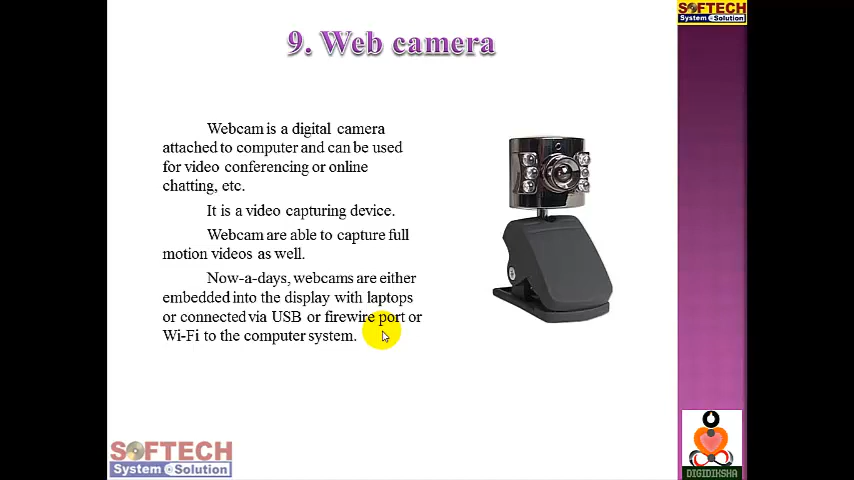 SOFTECH
System Solution
9. Web camera
Webcam is a digital camera
attached to computer and can be used
for video conferencing or online
chatting, etc.
It is a video capturing device.
Webcam are able to capture full
motion videos as well.
Now-a-days, webcams are either
embedded into the display with laptops
or connected via USB or firewire port or
Wi-Fi to the computer system.
SOFTECH
System Solution
DIGIDIKSHA